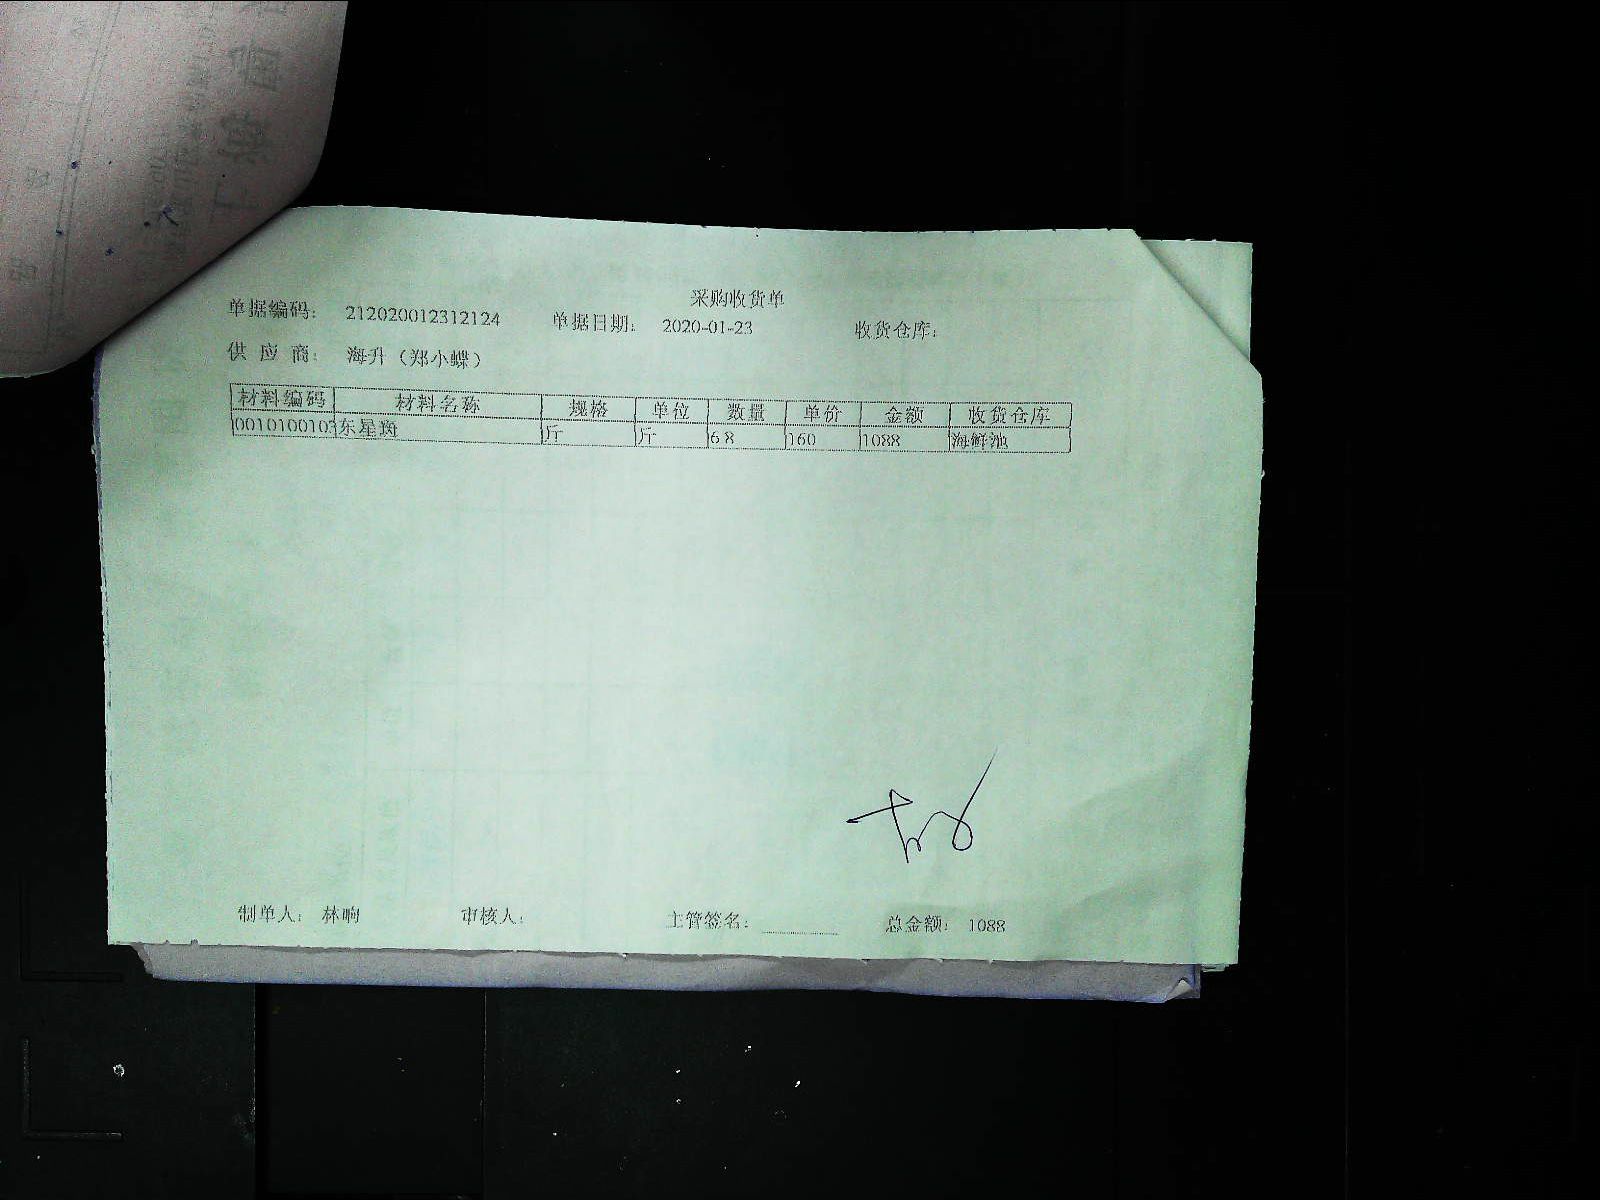 采购收货单
单据编码: 212020012312124 单据日期: 2020-01-23 收货仓库:
供应商: 海升（郑小蝶）
材料编码 材料名称 规格 单位 数量 单价 金额 收货仓库
0010100103 东星斑 斤 斤 6.8 160 1088 海鲜池
制单人: 林响 审核人: 主管签名: 总金额: 1088